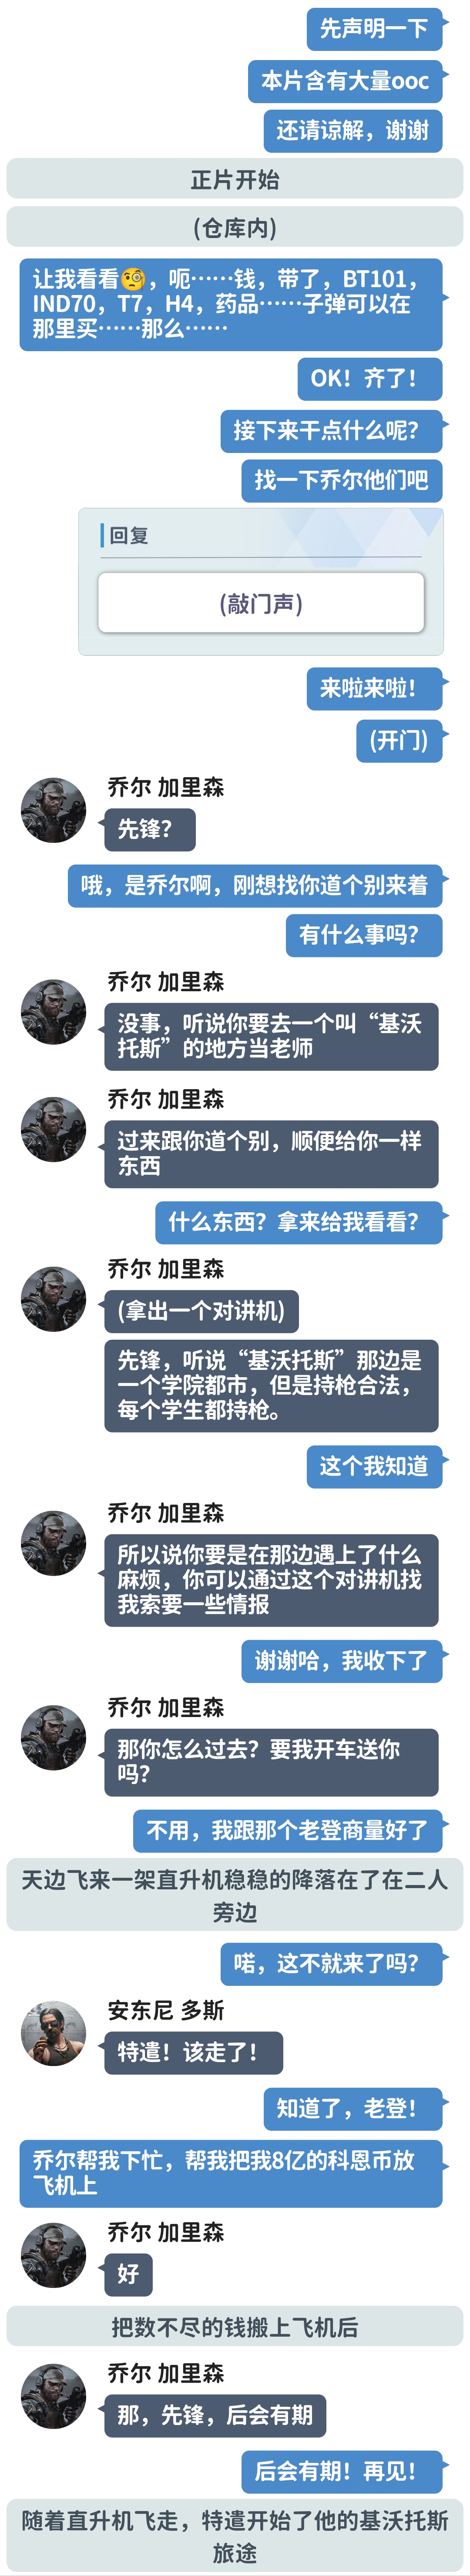 先声明一下
本片含有大量ooc
还请谅解，谢谢
正片开始
(仓库内)
让我看看🧐，呃……钱，带了，BT101，
IND70，T7，H4，药品……子弹可以在
那里买……那么……
OK！齐了！
接下来干点什么呢？
找一下乔尔他们吧
回复
(敲门声)
来啦来啦！
(开门)
乔尔 加里森
先锋？
哦，是乔尔啊，刚想找你道个别来着
有什么事吗？
乔尔 加里森
没事，听说你要去一个叫“基沃
托斯”的地方当老师
乔尔 加里森
过来跟你道个别，顺便给你一样
东西
什么东西？拿来给我看看？
乔尔 加里森
(拿出一个对讲机)
先锋，听说“基沃托斯”那边是
一个学院都市，但是持枪合法，
每个学生都持枪。
这个我知道
乔尔 加里森
所以说你要是在那边遇上了什么
麻烦，你可以通过这个对讲机找
我索要一些情报
谢谢哈，我收下了
乔尔 加里森
那你怎么过去？要我开车送你
吗？
不用，我跟那个老登商量好了
天边飞来一架直升机稳稳的降落在了在二人
旁边
喏，这不就来了吗？
安东尼 多斯
特遣！该走了！
知道了，老登！
乔尔帮我下忙，帮我把我8亿的科恩币放
飞机上
乔尔 加里森
好
把数不尽的钱搬上飞机后
乔尔 加里森
那，先锋，后会有期
后会有期！再见！
随着直升机飞走，特遣开始了他的基沃托斯
旅途